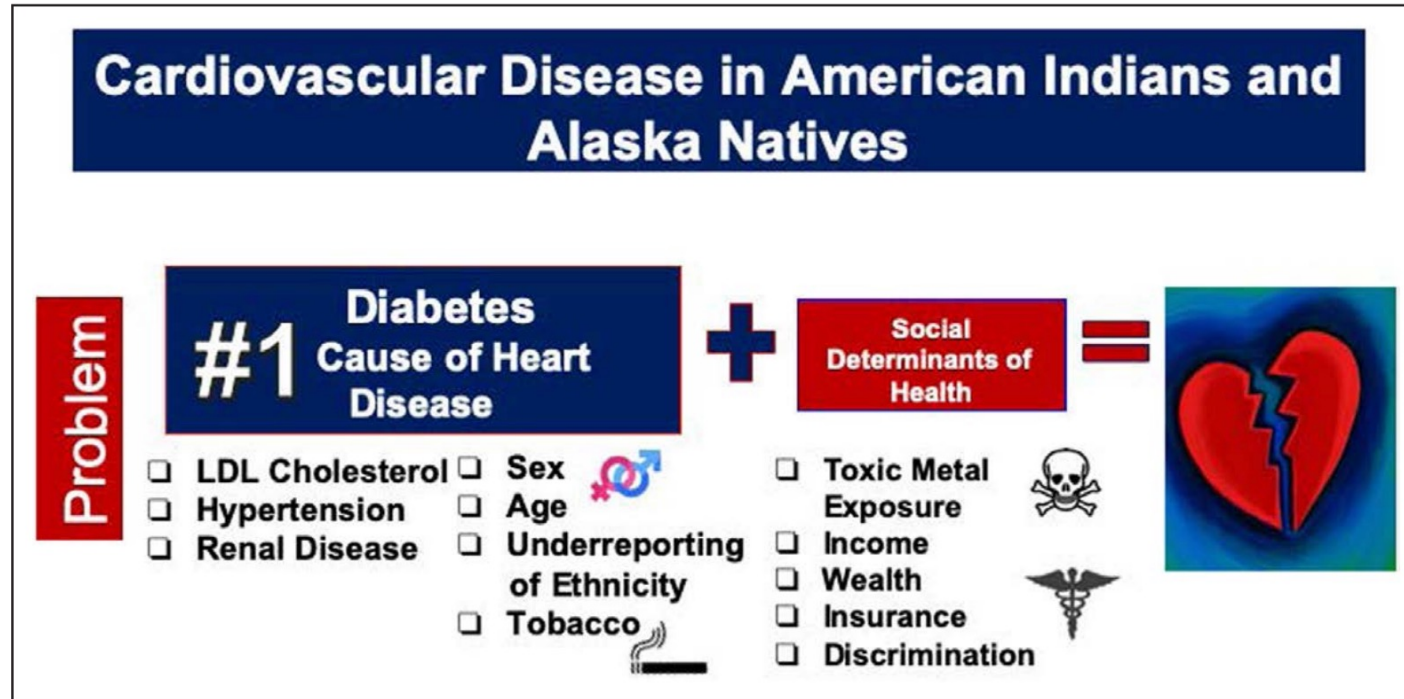 Cardiovascular Disease in American Indians and
Alaska Natives
Problem
#1
Diabetes
Cause of Heart
Disease
Social
Determinants of
Health
LDL Cholesterol
Hypertension
Renal Disease
Sex
Age
Underreporting
of Ethnicity
Tobacco
Toxic Metal
Exposure
Income
Wealth
Insurance
Discrimination